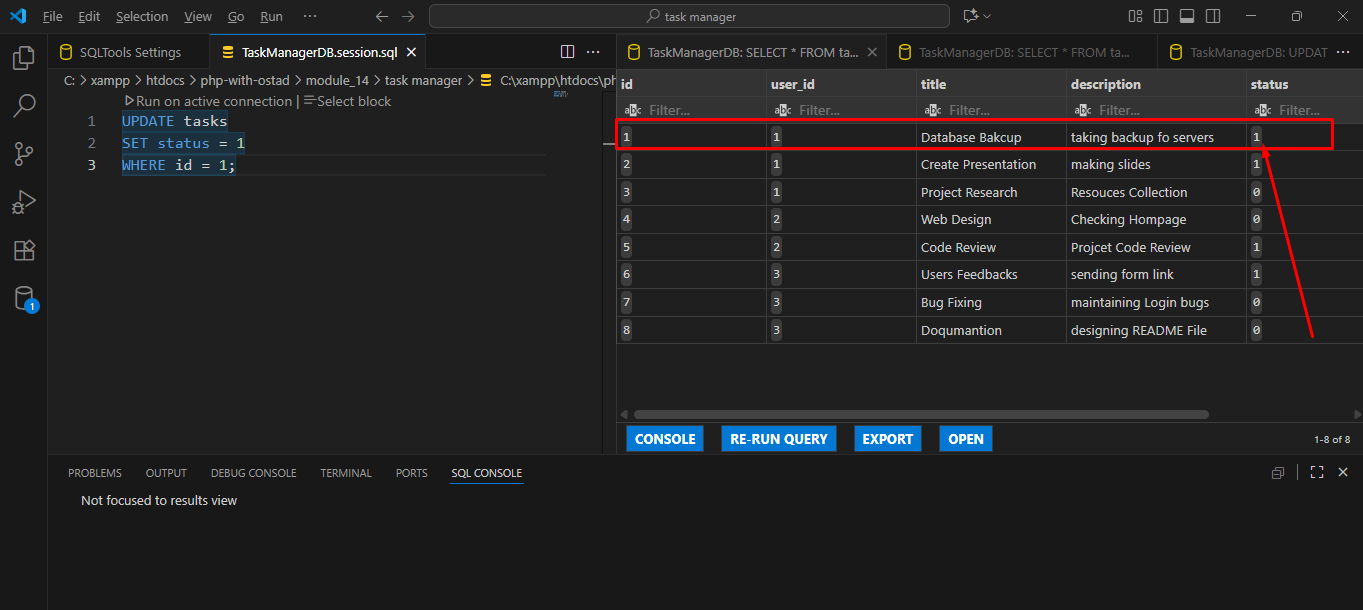 File Edit Selection View Go Run ··· task manager
SQLTools Settings TaskManagerDB.session.sql
TaskManagerDB: SELECT * FROM ta... TaskManagerDB: SELECT * FROM ta... TaskManagerDB: UPDAT
C: > xampp > htdocs > php-with-ostad > module_14 > task manager > C:\xampp\htdocs\ph
Run on active connection | Select block
1 UPDATE tasks
2 SET status = 1
3 WHERE id = 1;
id user_id title description status
abc Filter... abc Filter... abc Filter... abc Filter... abc Filter...
1 1 Database Bakcup taking backup fo servers 1
2 1 Create Presentation making slides 1
3 1 Project Research Resouces Collection 0
4 2 Web Design Checking Hompage 0
5 2 Code Review Projcet Code Review 1
6 3 Users Feedbacks sending form link 1
7 3 Bug Fixing maintaining Login bugs 0
8 3 Doqumantion designing README File 0
CONSOLE RE-RUN QUERY EXPORT OPEN 1-8 of 8
1
PROBLEMS OUTPUT DEBUG CONSOLE TERMINAL PORTS SQL CONSOLE
Not focused to results view